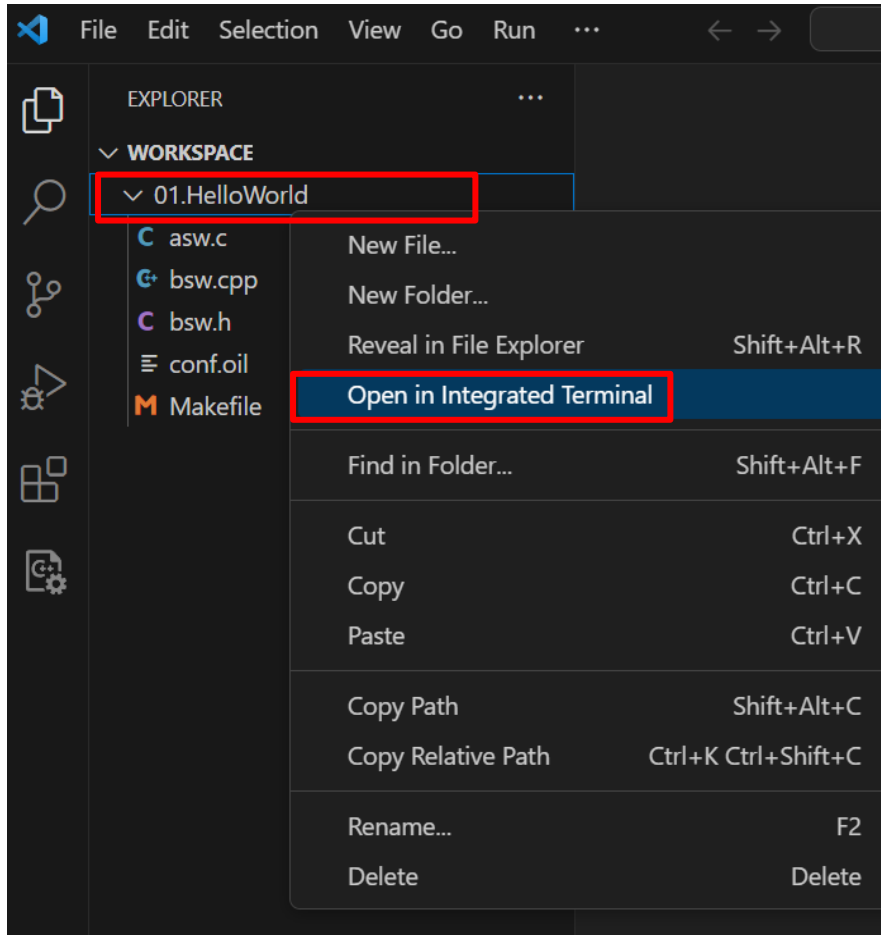 File Edit Selection View Go Run ···
EXPLORER ···
WORKSPACE
01.HelloWorld
C asw.c
G+ bsw.cpp
C bsw.h
conf.oil
M Makefile
New File...
New Folder...
Reveal in File Explorer Shift+Alt+R
Open in Integrated Terminal
Find in Folder... Shift+Alt+F
Cut Ctrl+X
Copy Ctrl+C
Paste Ctrl+V
Copy Path Shift+Alt+C
Copy Relative Path Ctrl+K Ctrl+Shift+C
Rename... F2
Delete Delete